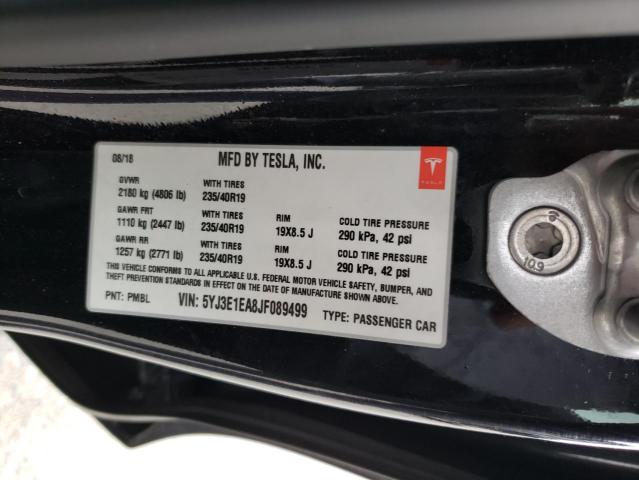 08/18 MFD BY TESLA, INC.
GVWR
2180 kg (4806 lb) WITH TIRES 235/40R19
GAWR FRT
1110 kg (2447 lb) WITH TIRES 235/40R19 RIM 19X8.5 J COLD TIRE PRESSURE 290 kPa, 42 psi
GAWR RR
1257 kg (2771 lb) WITH TIRES 235/40R19 RIM 19X8.5 J COLD TIRE PRESSURE 290 kPa, 42 psi
THIS VEHICLE CONFORMS TO ALL APPLICABLE U.S. FEDERAL MOTOR VEHICLE SAFETY, BUMPER, AND
THEFT PREVENTION STANDARDS IN EFFECT ON THE DATE OF MANUFACTURE SHOWN ABOVE.
PNT: PMBL VIN: 5YJ3E1EA8JF089499 TYPE: PASSENGER CAR
TESLA
10.9